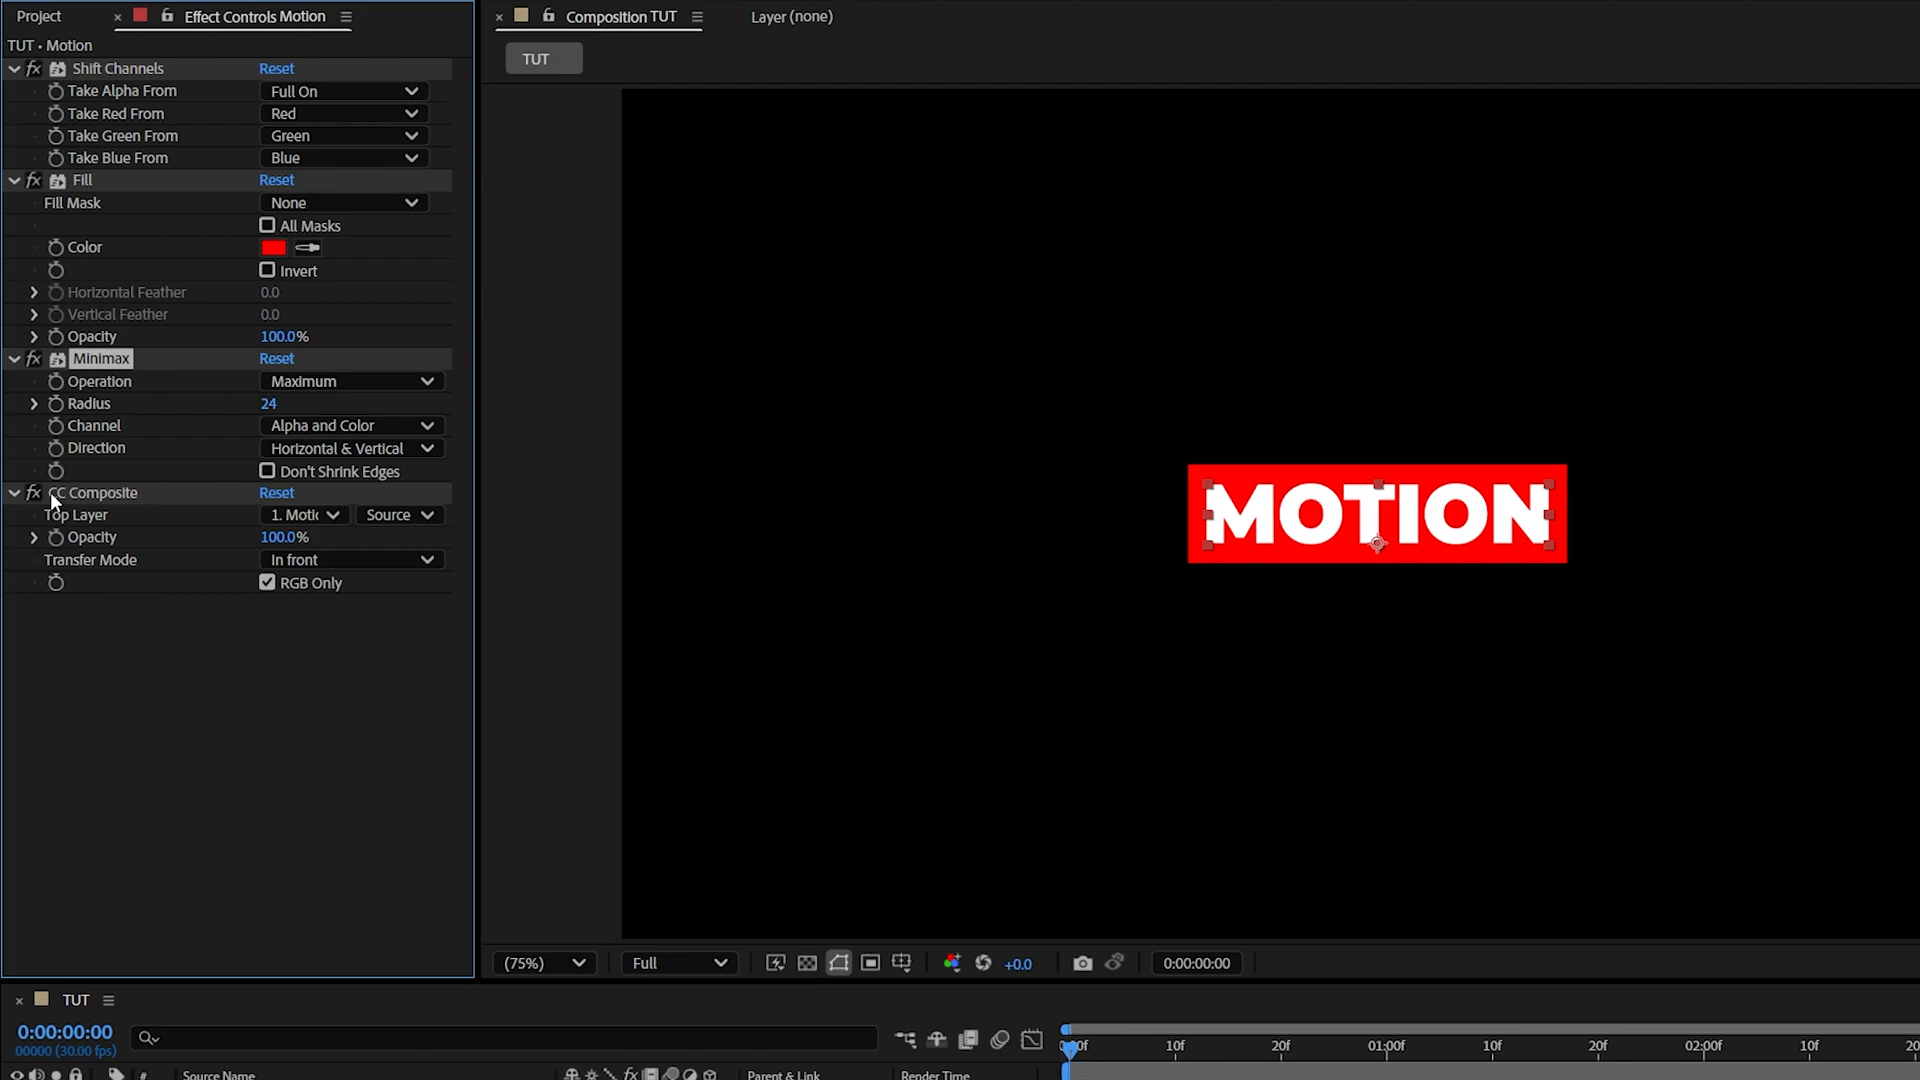 Project
Effect Controls Motion
TUT • Motion
fx Shift Channels Reset
Take Alpha From Full On
Take Red From Red
Take Green From Green
Take Blue From Blue
fx Fill Reset
Fill Mask None
All Masks
Color
Invert
Horizontal Feather 0.0
Vertical Feather 0.0
Opacity 100.0%
fx Minimax Reset
Operation Maximum
Radius 24
Channel Alpha and Color
Direction Horizontal & Vertical
Don't Shrink Edges
fx CC Composite Reset
Top Layer 1. Motic Source
Opacity 100.0%
Transfer Mode In front
RGB Only
Composition TUT
Layer (none)
TUT
MOTION
(75%) Full +0.0 0:00:00:00
TUT
0:00:00:00
00000 (30.00 fps)
10f 20f 01:00f 10f 20f 02:00f 10f
# Source Name fx Parent & Link Render Time